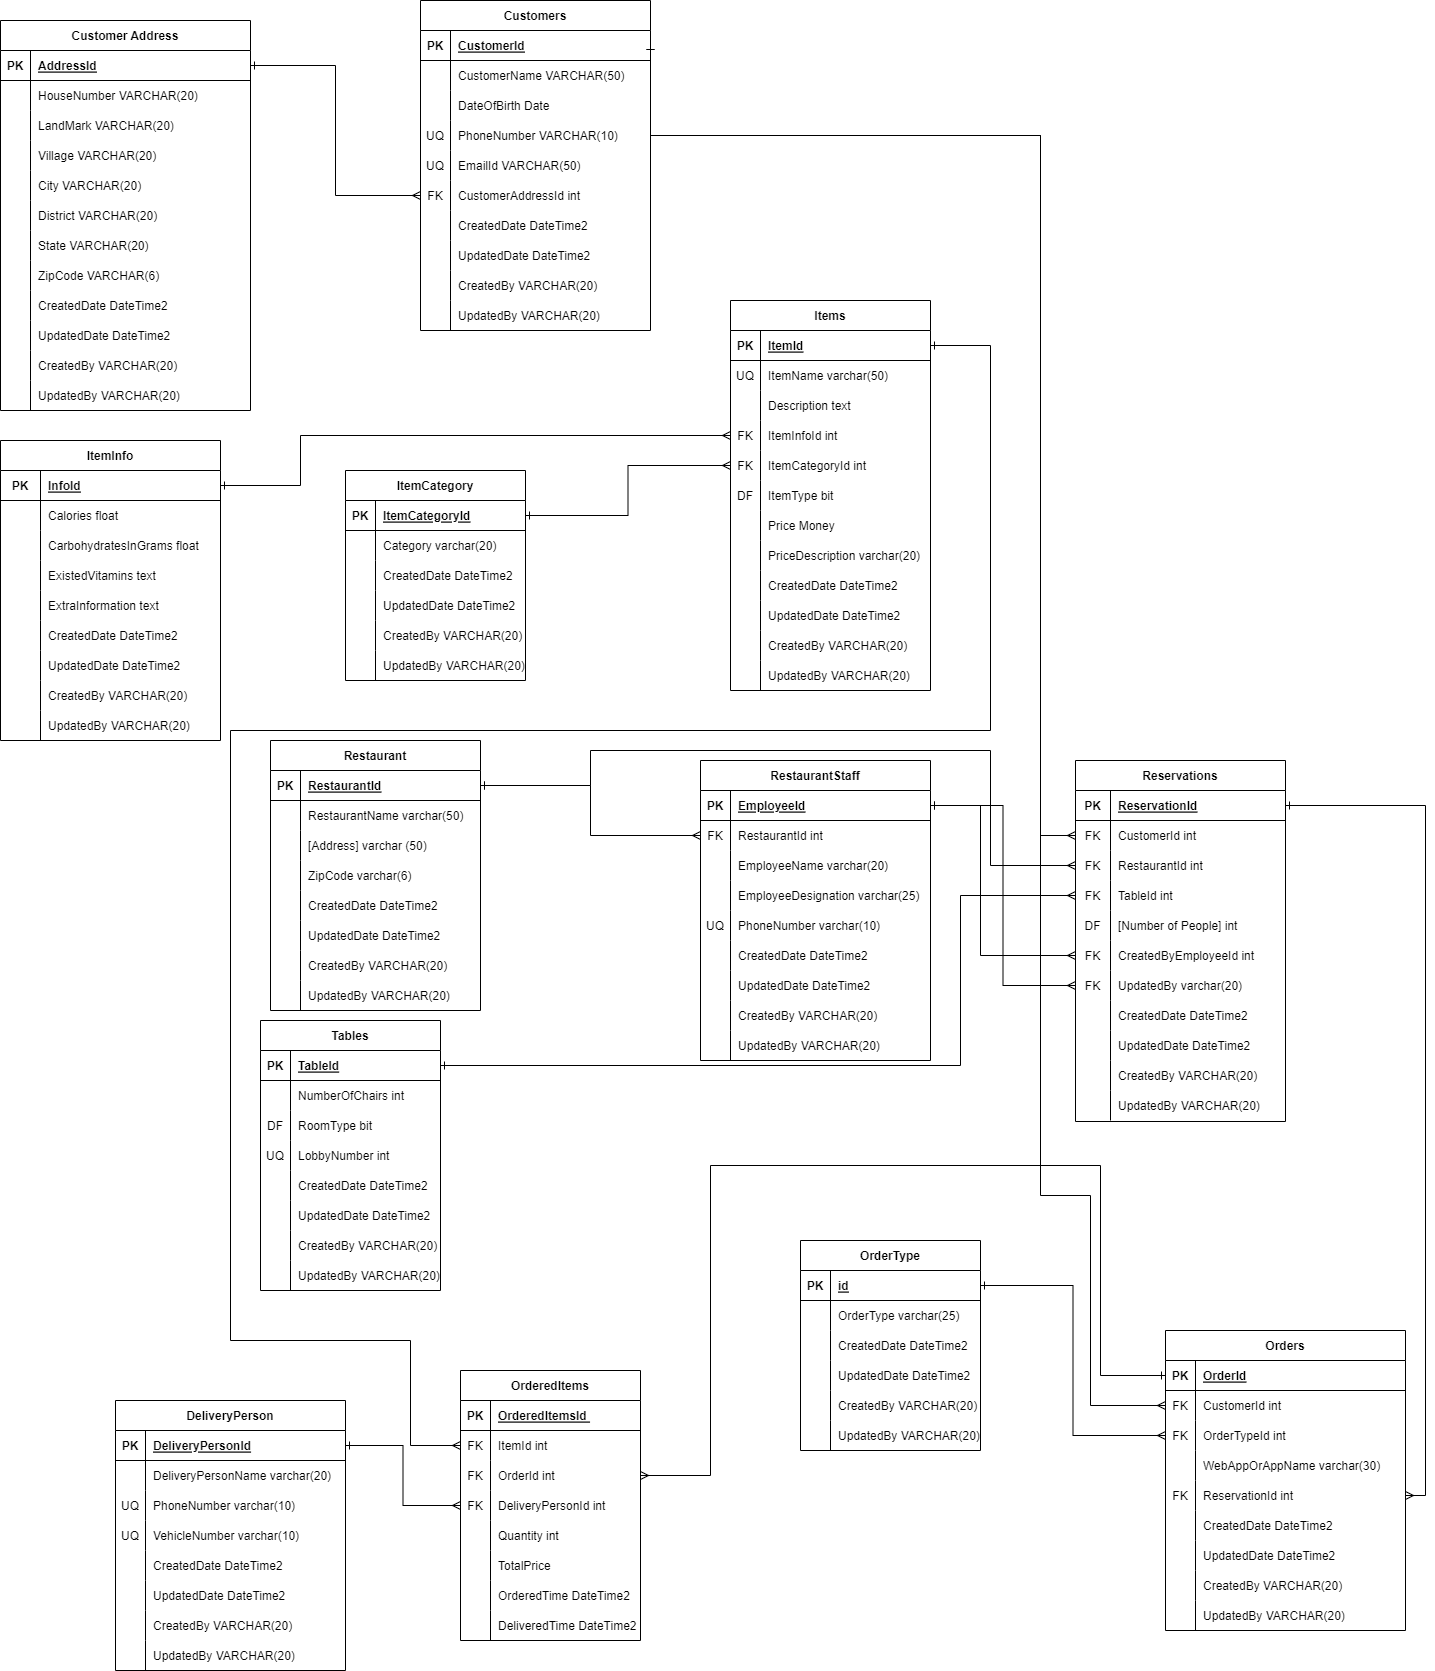 Customer Address
PK AddressId
HouseNumber VARCHAR(20)
LandMark VARCHAR(20)
Village VARCHAR(20)
City VARCHAR(20)
District VARCHAR(20)
State VARCHAR(20)
ZipCode VARCHAR(6)
CreatedDate DateTime2
UpdatedDate DateTime2
CreatedBy VARCHAR(20)
UpdatedBy VARCHAR(20)
Customers
PK CustomerId
CustomerName VARCHAR(50)
DateOfBirth Date
UQ PhoneNumber VARCHAR(10)
UQ EmailId VARCHAR(50)
FK CustomerAddressId int
CreatedDate DateTime2
UpdatedDate DateTime2
CreatedBy VARCHAR(20)
UpdatedBy VARCHAR(20)
Items
PK ItemId
UQ ItemName varchar(50)
Description text
FK ItemInfoId int
FK ItemCategoryId int
DF ItemType bit
Price Money
PriceDescription varchar(20)
CreatedDate DateTime2
UpdatedDate DateTime2
CreatedBy VARCHAR(20)
UpdatedBy VARCHAR(20)
ItemInfo
PK InfoId
Calories float
CarbohydratesInGrams float
ExistedVitamins text
ExtraInformation text
CreatedDate DateTime2
UpdatedDate DateTime2
CreatedBy VARCHAR(20)
UpdatedBy VARCHAR(20)
ItemCategory
PK ItemCategoryId
Category varchar(20)
CreatedDate DateTime2
UpdatedDate DateTime2
CreatedBy VARCHAR(20)
UpdatedBy VARCHAR(20)
Restaurant
PK RestaurantId
RestaurantName varchar(50)
[Address] varchar (50)
ZipCode varchar(6)
CreatedDate DateTime2
UpdatedDate DateTime2
CreatedBy VARCHAR(20)
UpdatedBy VARCHAR(20)
RestaurantStaff
PK EmployeeId
FK RestaurantId int
EmployeeName varchar(20)
EmployeeDesignation varchar(25)
UQ PhoneNumber varchar(10)
CreatedDate DateTime2
UpdatedDate DateTime2
CreatedBy VARCHAR(20)
UpdatedBy VARCHAR(20)
Reservations
PK ReservationId
FK CustomerId int
FK RestaurantId int
FK TableId int
DF [Number of People] int
FK CreatedByEmployeeId int
FK UpdatedBy varchar(20)
CreatedDate DateTime2
UpdatedDate DateTime2
CreatedBy VARCHAR(20)
UpdatedBy VARCHAR(20)
Tables
PK TableId
NumberOfChairs int
DF RoomType bit
UQ LobbyNumber int
CreatedDate DateTime2
UpdatedDate DateTime2
CreatedBy VARCHAR(20)
UpdatedBy VARCHAR(20)
OrderType
PK id
OrderType varchar(25)
CreatedDate DateTime2
UpdatedDate DateTime2
CreatedBy VARCHAR(20)
UpdatedBy VARCHAR(20)
Orders
PK OrderId
FK CustomerId int
FK OrderTypeId int
WebAppOrAppName varchar(30)
FK ReservationId int
CreatedDate DateTime2
UpdatedDate DateTime2
CreatedBy VARCHAR(20)
UpdatedBy VARCHAR(20)
OrderedItems
PK OrderedItemsId
FK ItemId int
FK OrderId int
FK DeliveryPersonId int
Quantity int
TotalPrice
OrderedTime DateTime2
DeliveredTime DateTime2
DeliveryPerson
PK DeliveryPersonId
DeliveryPersonName varchar(20)
UQ PhoneNumber varchar(10)
UQ VehicleNumber varchar(10)
CreatedDate DateTime2
UpdatedDate DateTime2
CreatedBy VARCHAR(20)
UpdatedBy VARCHAR(20)